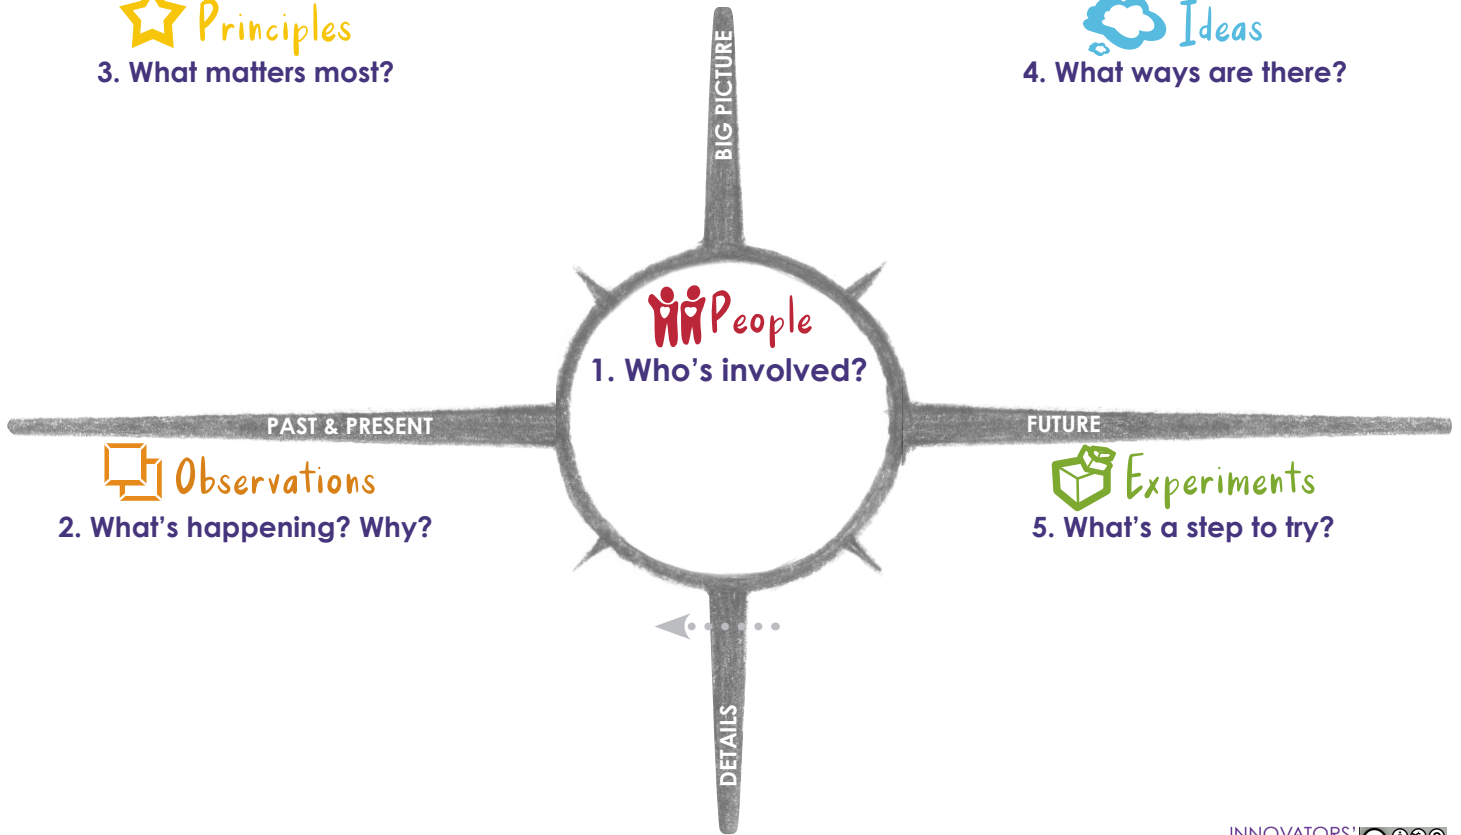 Principles
3. What matters most?
Ideas
4. What ways are there?
BIG PICTURE
People
1. Who's involved?
PAST & PRESENT
FUTURE
Observations
2. What's happening? Why?
Experiments
5. What's a step to try?
DETAILS
INNOVATORS'